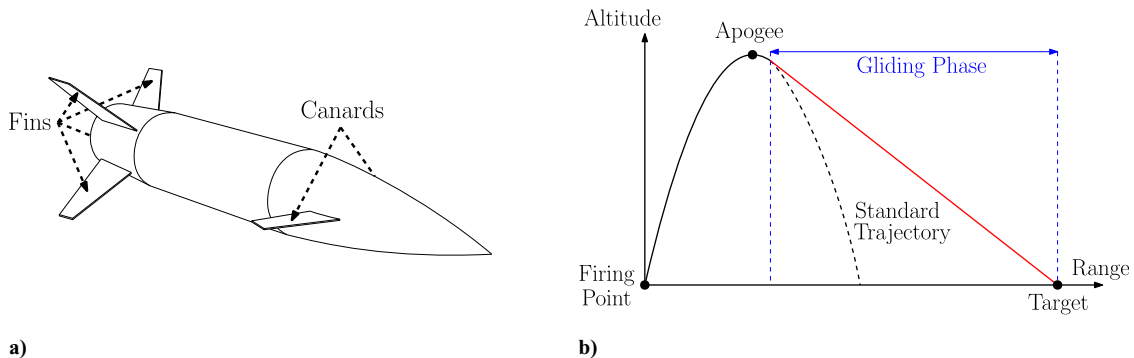 Fins
Canards
a)
Altitude
Apogee
Gliding Phase
Standard
Trajectory
Firing
Point
Range
Target
b)